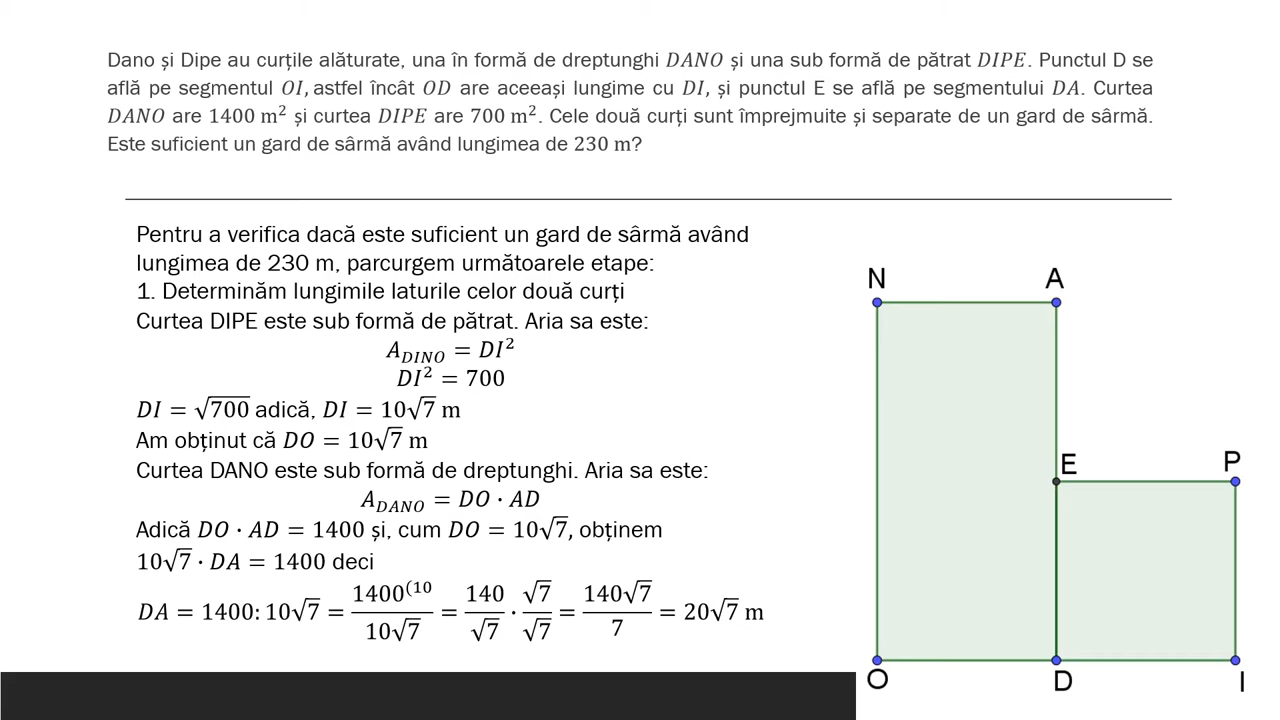 Dano și Dipe au curțile alăturate, una în formă de dreptunghi DANO și una sub formă de pătrat DIPE. Punctul D se
află pe segmentul OI, astfel încât OD are aceeași lungime cu DI, și punctul E se află pe segmentului DA. Curtea
DANO are 1400 m² și curtea DIPE are 700 m². Cele două curți sunt împrejmuite și separate de un gard de sârmă.
Este suficient un gard de sârmă având lungimea de 230 m?
Pentru a verifica dacă este suficient un gard de sârmă având
lungimea de 230 m, parcurgem următoarele etape:
1. Determinăm lungimile laturile celor două curți
Curtea DIPE este sub formă de pătrat. Aria sa este:
A_{DINO} = DI²
DI² = 700
DI = √700 adică, DI = 10√7 m
Am obținut că DO = 10√7 m
Curtea DANO este sub formă de dreptunghi. Aria sa este:
A_{DANO} = DO · AD
Adică DO · AD = 1400 și, cum DO = 10√7, obținem
10√7 · DA = 1400 deci
DA = 1400: 10√7 = 1400⁽¹⁰/10√7 = 140/√7 · √7/√7 = 140√7/7 = 20√7 m
N A
E P
O D I